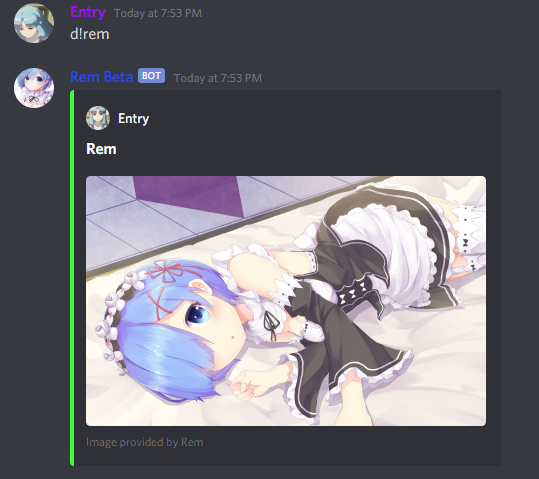 Entry Today at 7:53 PM
d!rem
Rem Beta BOT Today at 7:53 PM
Entry
Rem
Image provided by Rem